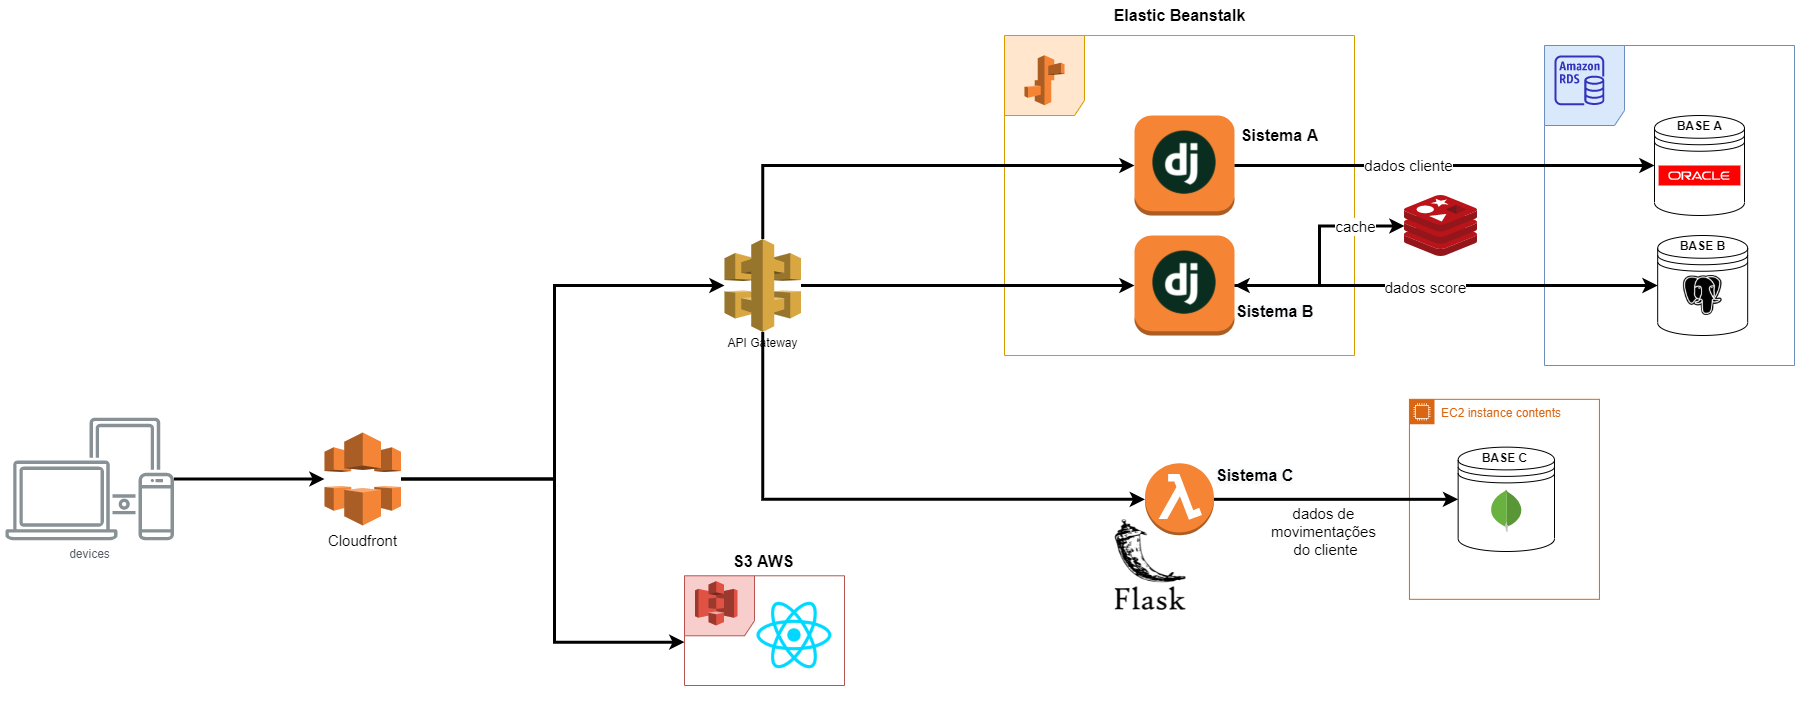 Elastic Beanstalk
Amazon
RDS
BASE A
ORACLE
dj
Sistema A
dados cliente
cache
BASE B
dj
Sistema B
dados score
API Gateway
EC2 instance contents
BASE C
Sistema C
dados de
movimentações
do cliente
Flask
devices
Cloudfront
S3 AWS